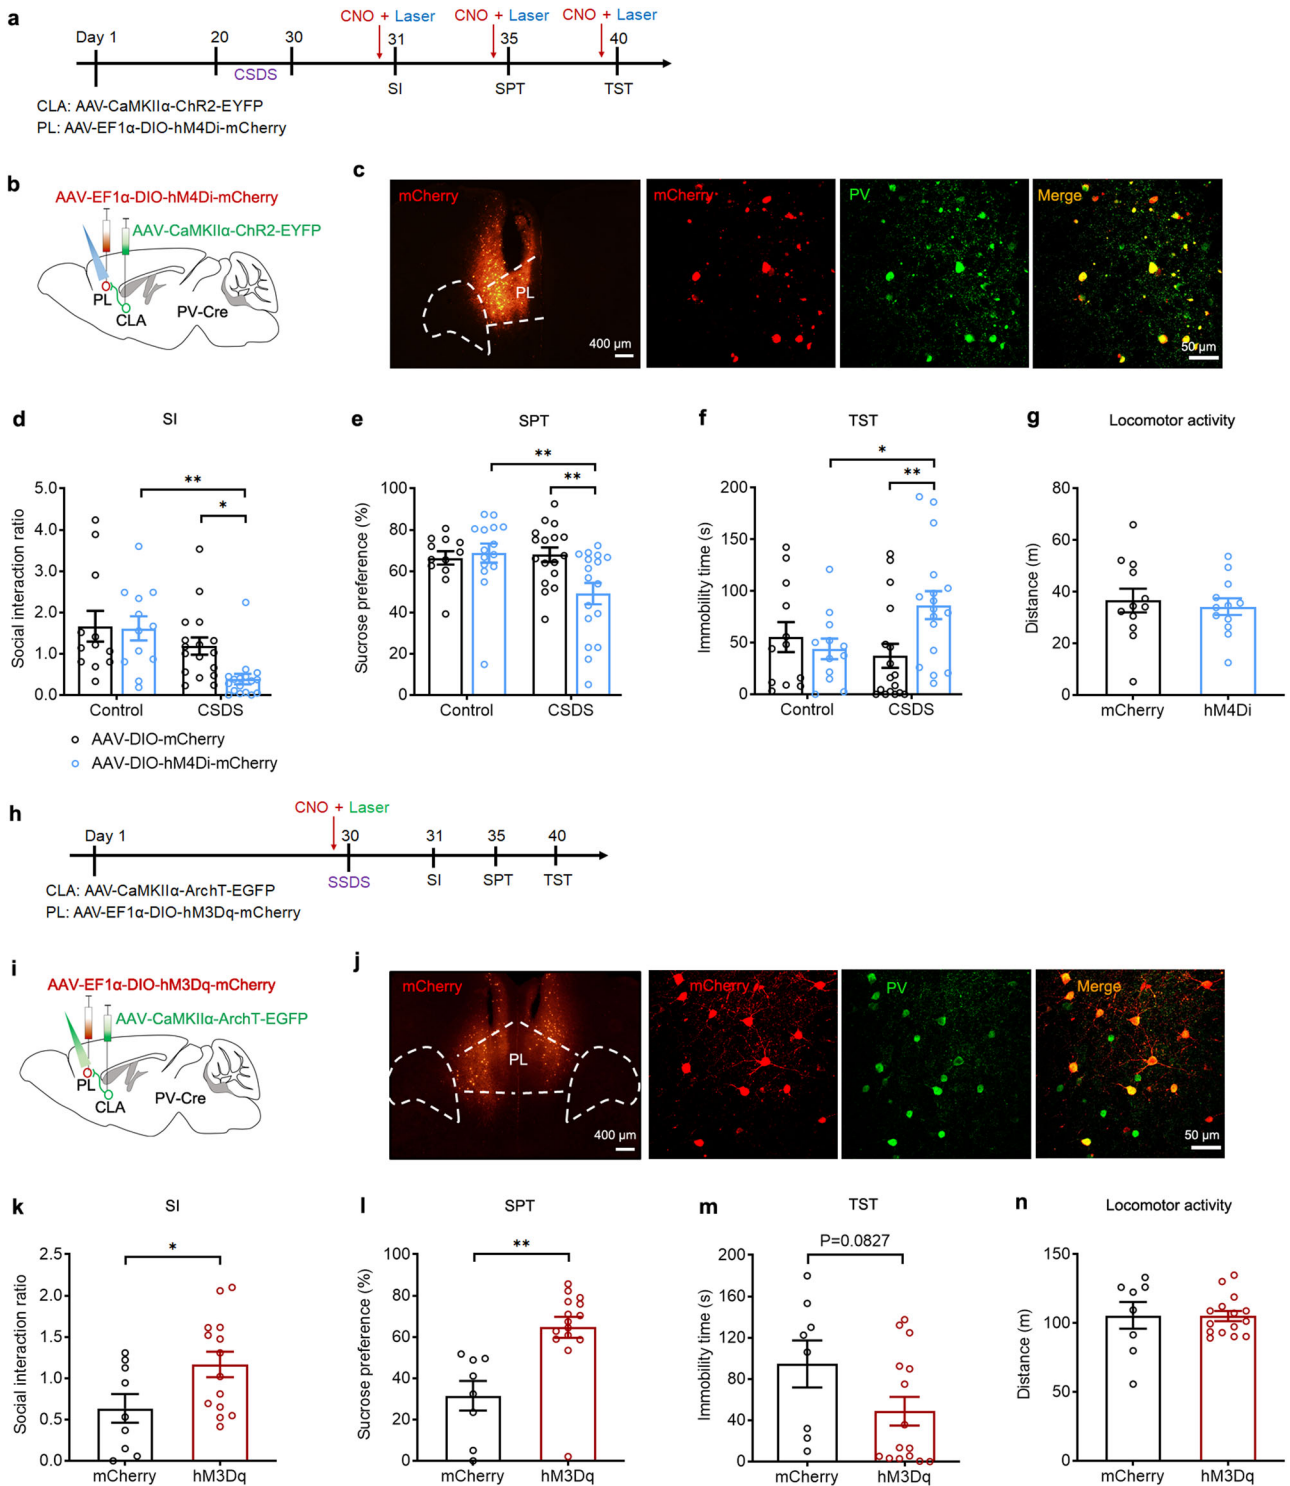 a
CNO + Laser CNO + Laser CNO + Laser
Day 1 20 30 31 35 40
CSDS
SI SPT TST
CLA: AAV-CaMKIIα-ChR2-EYFP
PL: AAV-EF1α-DIO-hM4Di-mCherry
b
AAV-EF1α-DIO-hM4Di-mCherry
AAV-CaMKIIα-ChR2-EYFP
PL
CLA
PV-Cre
c
mCherry
PL
400 μm
mCherry
PV
Merge
50 μm
d
SI
Social interaction ratio
5.0
4.0
3.0
2.0
1.0
0.0
** 
*
Control CSDS
AAV-DIO-mCherry
AAV-DIO-hM4Di-mCherry
e
SPT
Sucrose preference (%)
100
80
60
40
20
0
**
**
Control CSDS
f
TST
Immobility time (s)
200
150
100
50
0
*
**
Control CSDS
g
Locomotor activity
Distance (m)
80
60
40
20
0
mCherry hM4Di
h
CNO + Laser
Day 1 30 31 35 40
SSDS SI SPT TST
CLA: AAV-CaMKIIα-ArchT-EGFP
PL: AAV-EF1α-DIO-hM3Dq-mCherry
i
AAV-EF1α-DIO-hM3Dq-mCherry
AAV-CaMKIIα-ArchT-EGFP
PL
CLA
PV-Cre
j
mCherry
PL
400 μm
mCherry
PV
Merge
50 μm
k
SI
Social interaction ratio
2.5
2.0
1.5
1.0
0.5
0.0
*
mCherry hM3Dq
l
SPT
Sucrose preference (%)
100
80
60
40
20
0
**
mCherry hM3Dq
m
TST
Immobility time (s)
200
160
120
80
40
0
P=0.0827
mCherry hM3Dq
n
Locomotor activity
Distance (m)
150
100
50
0
mCherry hM3Dq